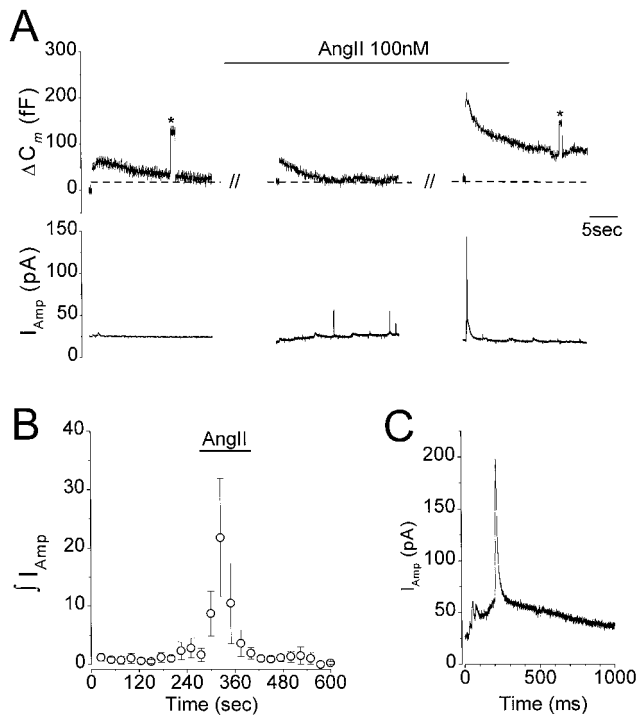 A
AngII 100nM
ΔCm (fF)
300
200
100
0
*
*
//
//
5sec
IAmp (pA)
150
100
50
25
0
B
AngII
∫ IAmp
40
30
20
10
0
0 120 240 360 480 600
Time (sec)
C
IAmp (pA)
200
150
100
50
0
0 500 1000
Time (ms)